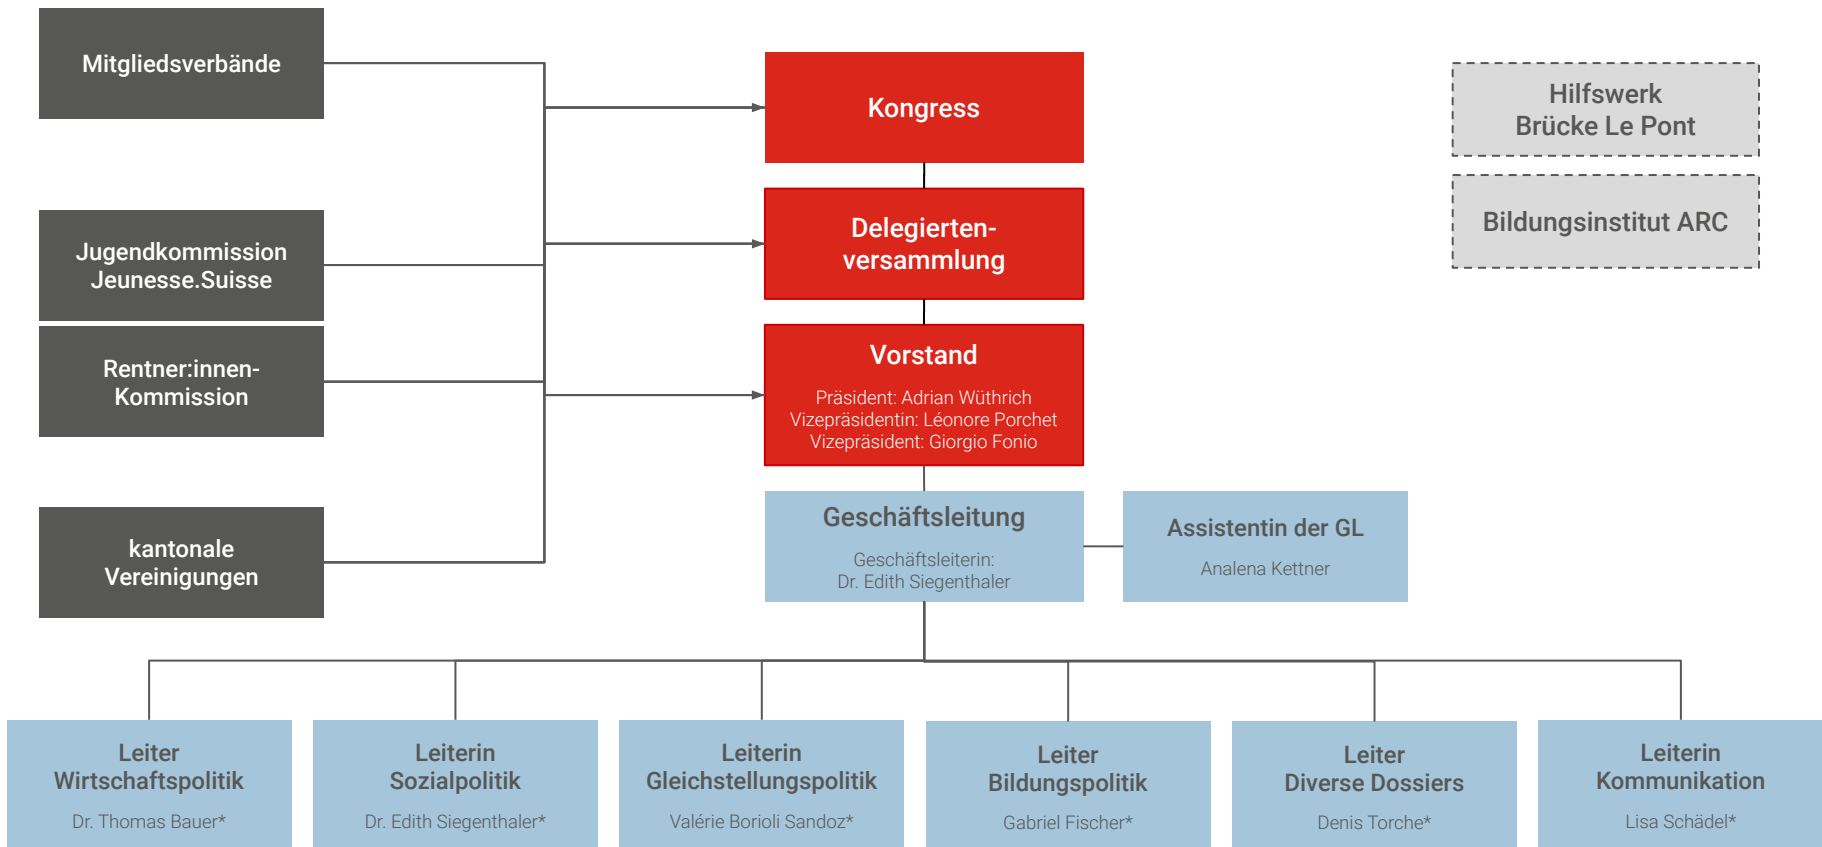 Mitgliedsverbände
Jugendkommission
Jeunesse.Suisse
Rentner:innen-
Kommission
kantonale
Vereinigungen
Kongress
Delegierten-
versammlung
Vorstand
Präsident: Adrian Wüthrich
Vizepräsidentin: Léonore Porchet
Vizepräsident: Giorgio Fonio
Geschäftsleitung
Geschäftsleiterin:
Dr. Edith Siegenthaler
Assistentin der GL
Analena Kettner
Hilfswerk
Brücke Le Pont
Bildungsinstitut ARC
Leiter
Wirtschaftspolitik
Dr. Thomas Bauer*
Leiterin
Sozialpolitik
Dr. Edith Siegenthaler*
Leiterin
Gleichstellungspolitik
Valérie Borioli Sandoz*
Leiter
Bildungspolitik
Gabriel Fischer*
Leiter
Diverse Dossiers
Denis Torche*
Leiterin
Kommunikation
Lisa Schädel*